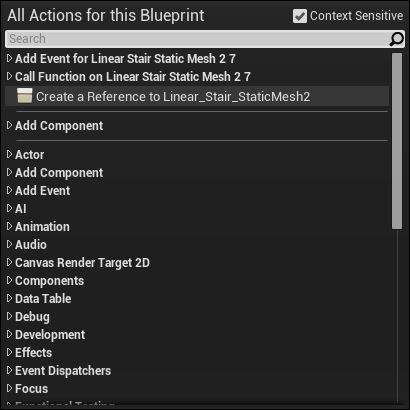 All Actions for this Blueprint
Context Sensitive
Search
Add Event for Linear Stair Static Mesh 2 7
Call Function on Linear Stair Static Mesh 2 7
Create a Reference to Linear_Stair_StaticMesh2
Add Component
Actor
Add Component
Add Event
AI
Animation
Audio
Canvas Render Target 2D
Components
Data Table
Debug
Development
Effects
Event Dispatchers
Focus
Functional Testing